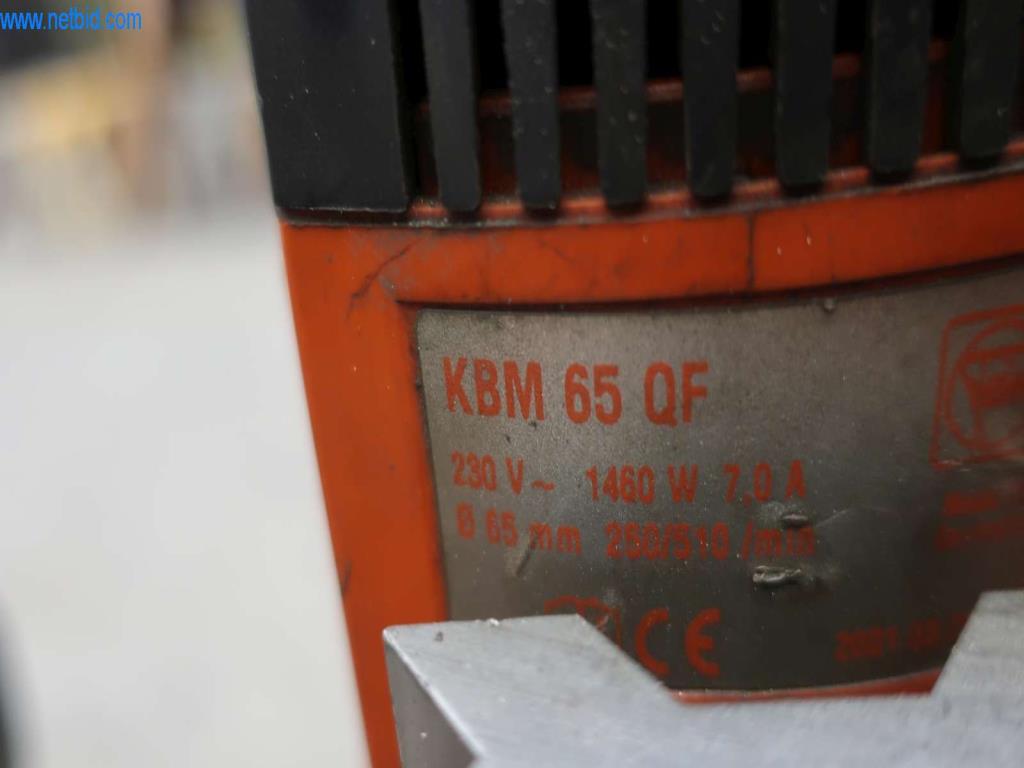 www.netbid.com
KBM 65 QF
230 V~ 1460 W 7,0 A
Ø 65 mm 250/510 /min
CE